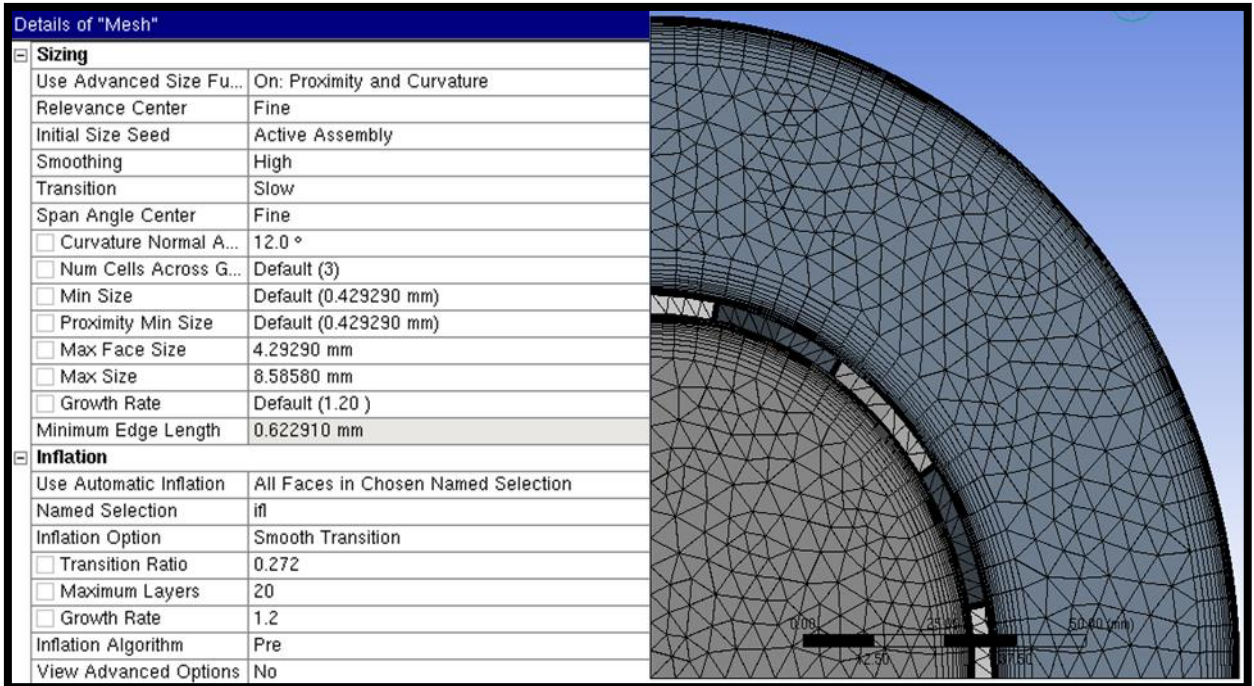 Details of "Mesh"
Sizing
Use Advanced Size Fu... On: Proximity and Curvature
Relevance Center Fine
Initial Size Seed Active Assembly
Smoothing High
Transition Slow
Span Angle Center Fine
Curvature Normal A... 12.0 °
Num Cells Across G... Default (3)
Min Size Default (0.429290 mm)
Proximity Min Size Default (0.429290 mm)
Max Face Size 4.29290 mm
Max Size 8.58580 mm
Growth Rate Default (1.20 )
Minimum Edge Length 0.622910 mm
Inflation
Use Automatic Inflation All Faces in Chosen Named Selection
Named Selection ifl
Inflation Option Smooth Transition
Transition Ratio 0.272
Maximum Layers 20
Growth Rate 1.2
Inflation Algorithm Pre
View Advanced Options No
0.00 25.00 50.00 (mm)
12.50 37.50